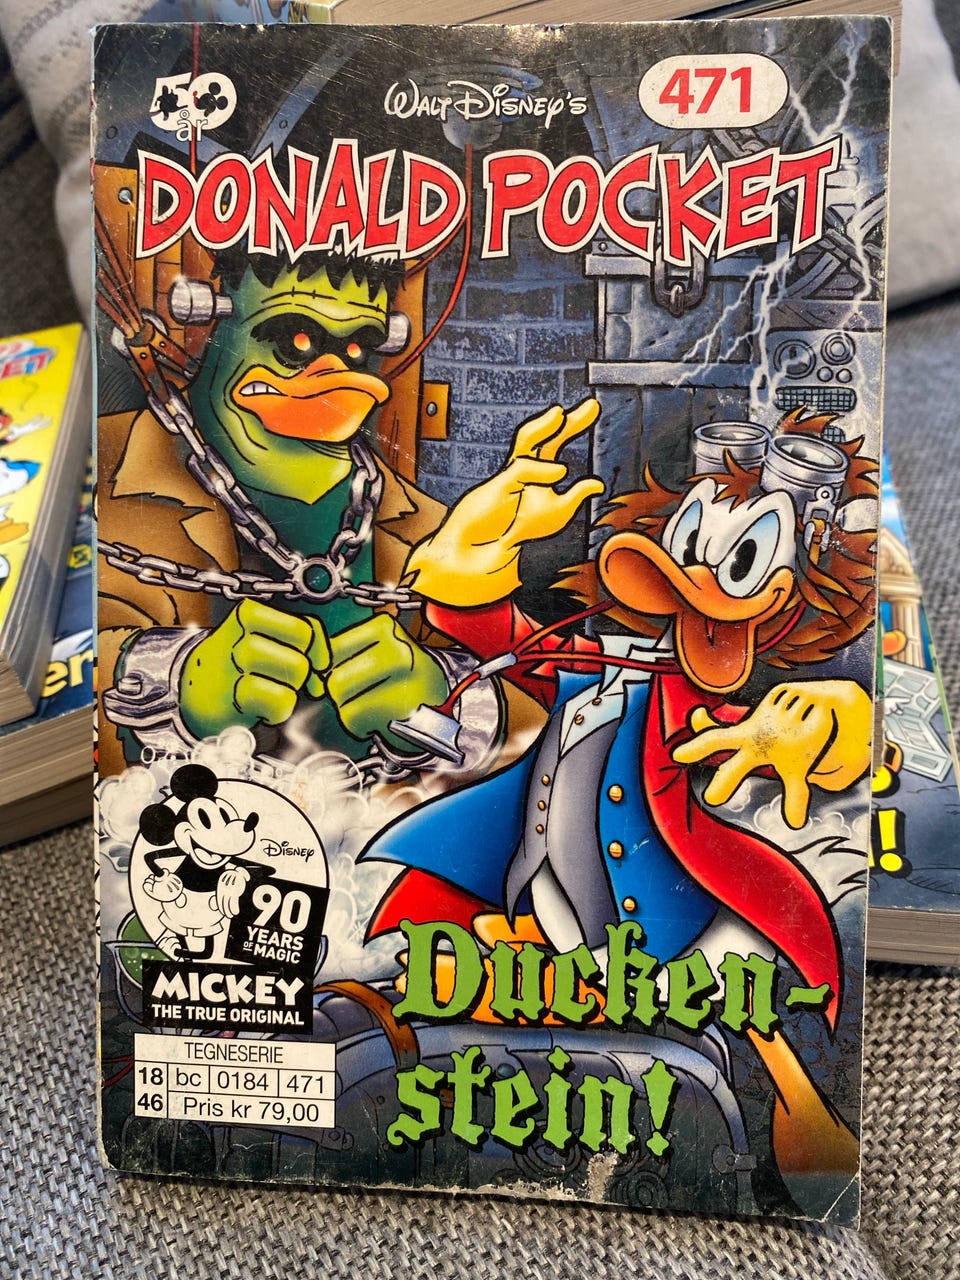 50
år
WALT DISNEY'S
471
DONALD POCKET
DISNEY
90
YEARS
OF MAGIC
MICKEY
THE TRUE ORIGINAL
TEGNESERIE
18 bc 0184 471
46 Pris kr 79,00
Ducken-
stein!